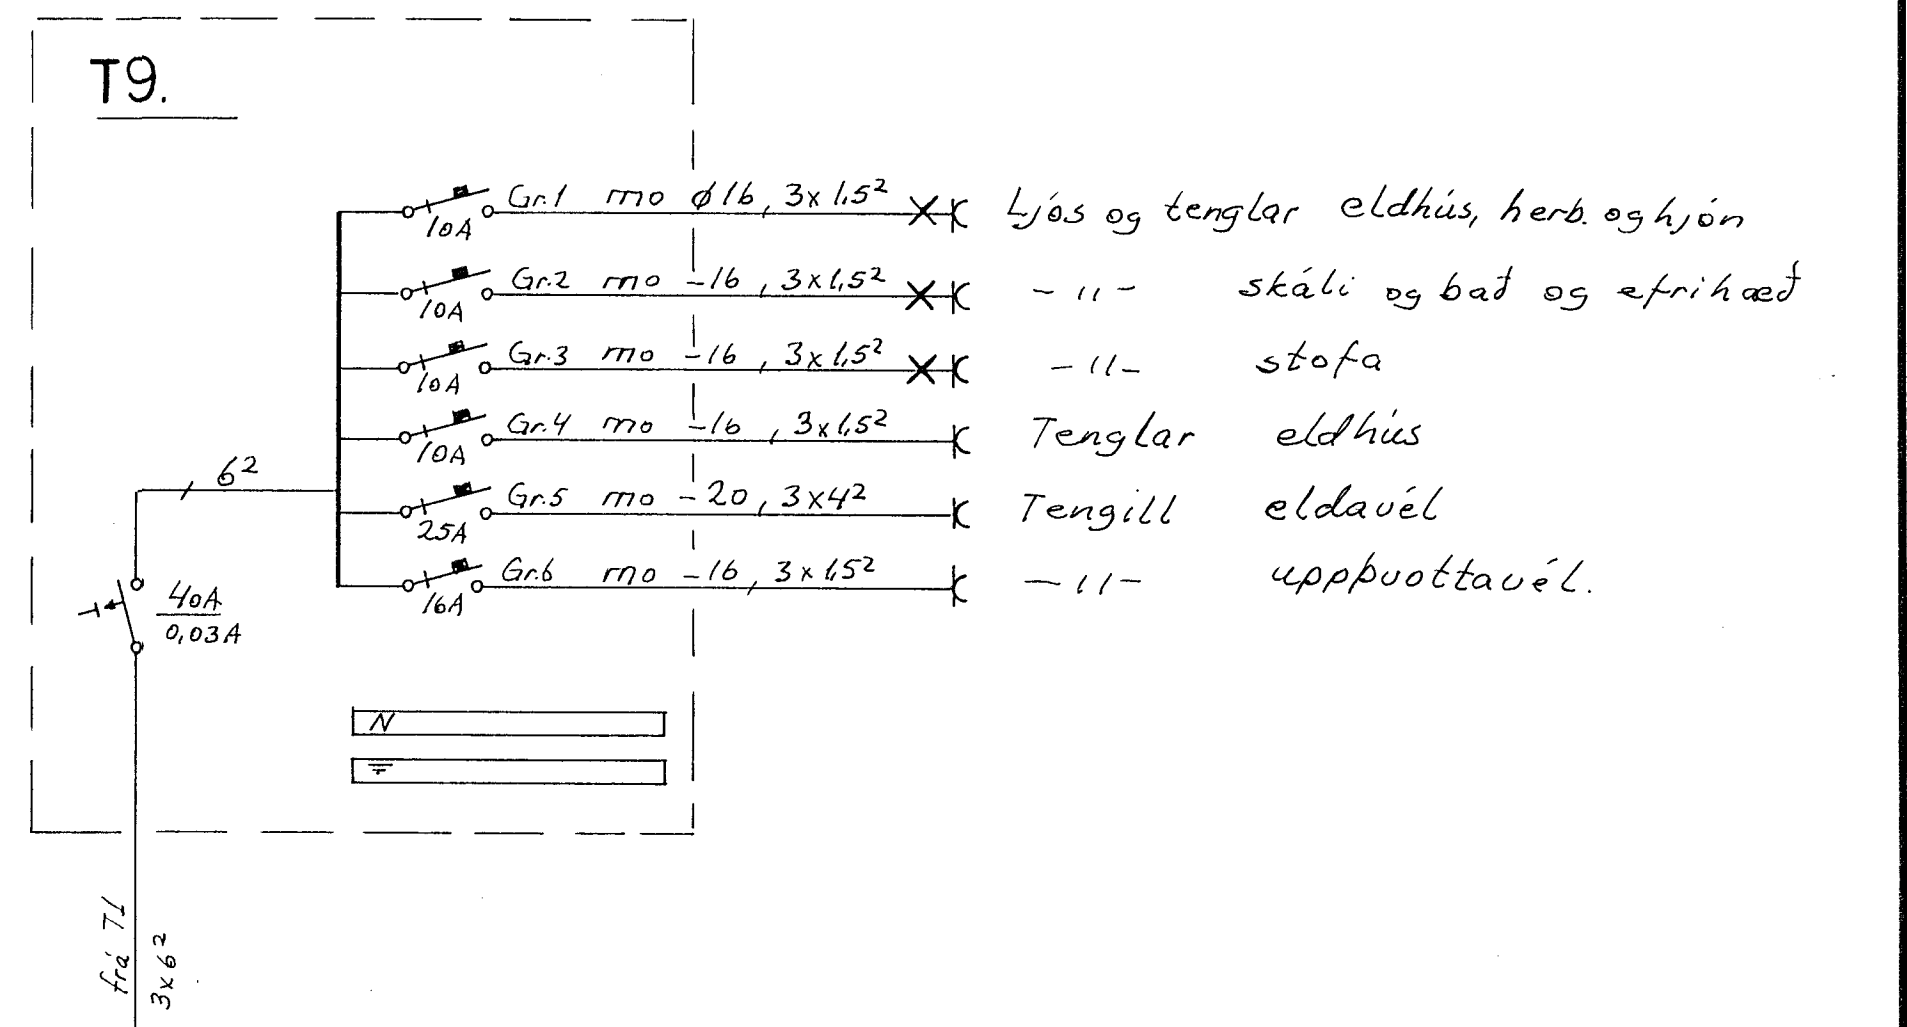 T9.
Gr.1 mo ø16, 3x1,5² Ljós og tenglar eldhús, herb. og hjón
10A
Gr.2 mo -16, 3x1,5² -"- skáli og bað og efrihæð
10A
Gr.3 mo -16, 3x1,5² -"- stofa
10A
Gr.4 mo -16, 3x1,5² Tenglar eldhús
10A
6²
Gr.5 mo -20, 3x4² Tengill eldavél
25A
Gr.6 mo -16, 3x1,5² -"- uppþvottavél.
16A
40A
0,03A
N
frá T1
3x6²